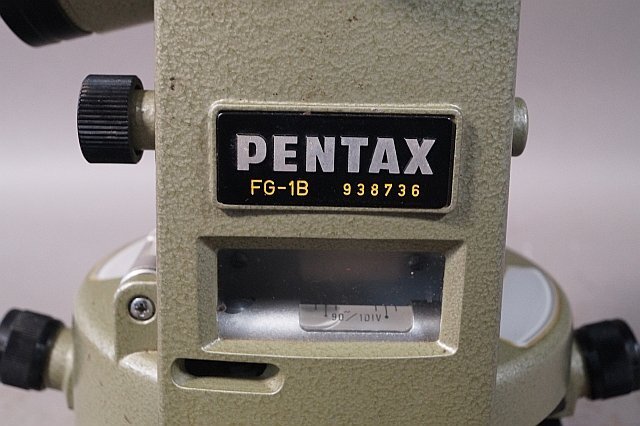 PENTAX
FG-1B 938736
90"/1DIV